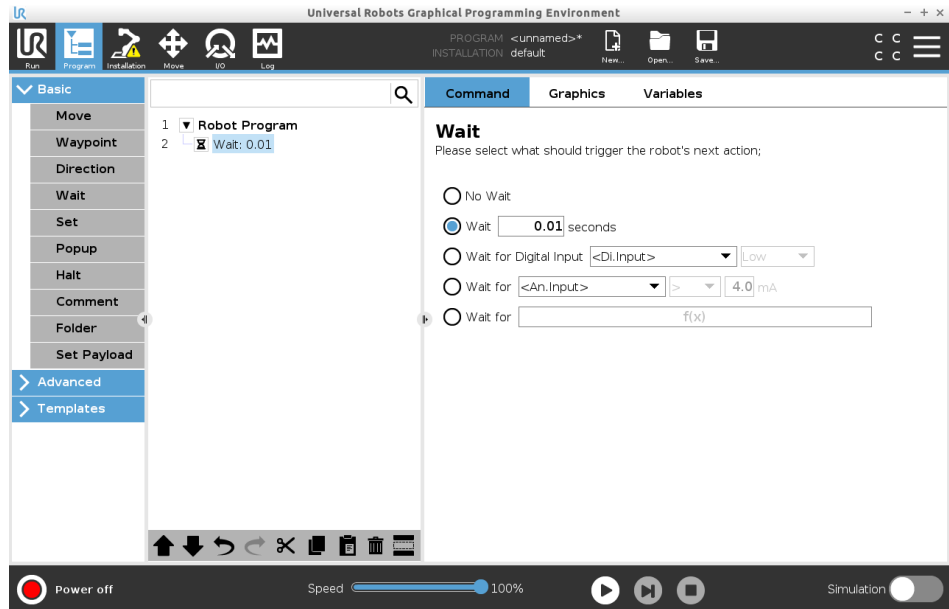 Universal Robots Graphical Programming Environment
PROGRAM <unnamed>*
INSTALLATION default
Run
Program
Installation
Move
I/O
Log
New...
Open...
Save...
C C
C C
Basic
Move
Waypoint
Direction
Wait
Set
Popup
Halt
Comment
Folder
Set Payload
Advanced
Templates
1 Robot Program
2 Wait: 0.01
Command Graphics Variables
Wait
Please select what should trigger the robot's next action;
No Wait
Wait 0.01 seconds
Wait for Digital Input <Di.Input> Low
Wait for <An.Input> > 4.0 mA
Wait for f(x)
Power off
Speed 100%
Simulation